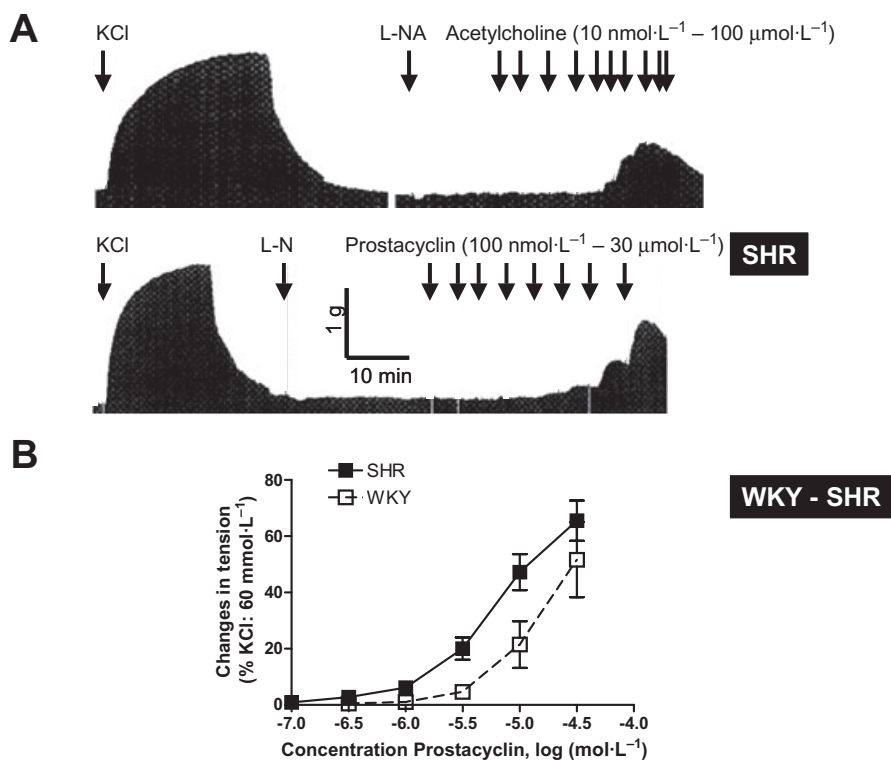 A
KCl L-NA Acetylcholine (10 nmol·L⁻¹ – 100 μmol·L⁻¹)
KCl L-N Prostacyclin (100 nmol·L⁻¹ – 30 μmol·L⁻¹)
SHR
1 g
10 min
B
WKY - SHR
SHR
WKY
Changes in tension
(% KCl: 60 mmol·L⁻¹)
80
60
40
20
0
-7.0 -6.5 -6.0 -5.5 -5.0 -4.5 -4.0
Concentration Prostacyclin, log (mol·L⁻¹)